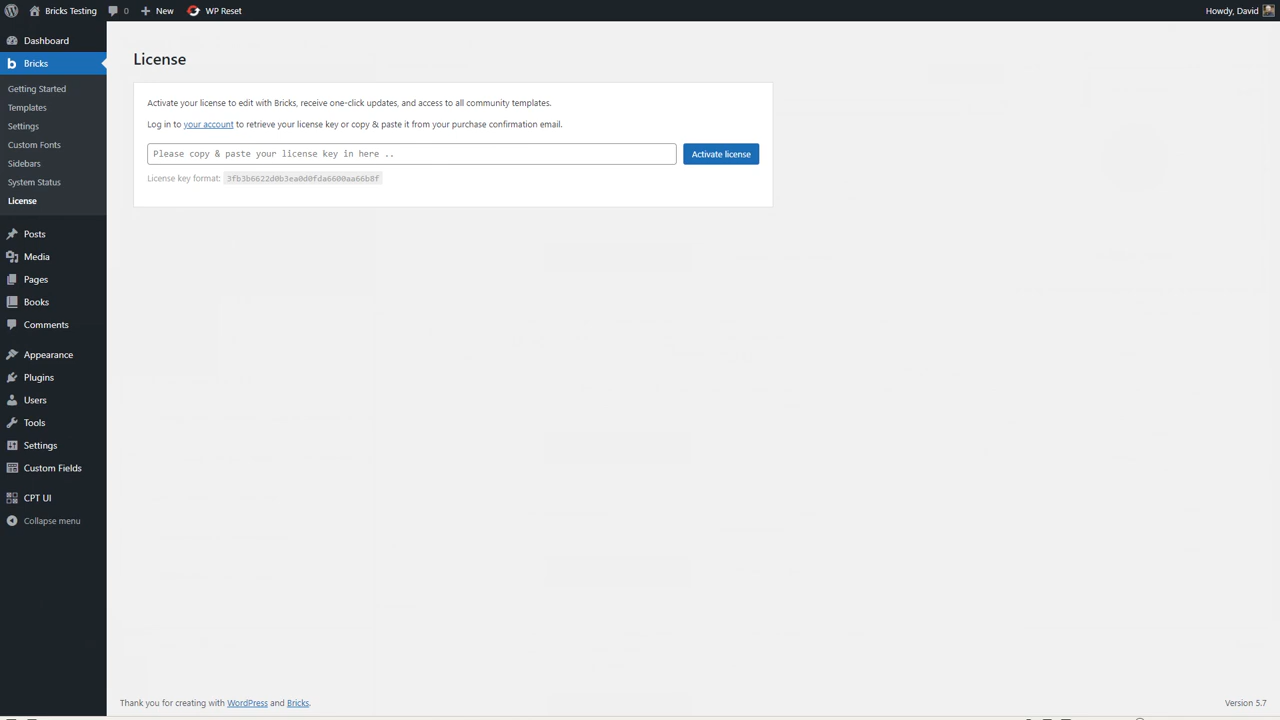 Bricks Testing 0 New WP Reset Howdy, David
Dashboard
Bricks
Getting Started
Templates
Settings
Custom Fonts
Sidebars
System Status
License
Posts
Media
Pages
Books
Comments
Appearance
Plugins
Users
Tools
Settings
Custom Fields
CPT UI
Collapse menu
License
Activate your license to edit with Bricks, receive one-click updates, and access to all community templates.
Log in to your account to retrieve your license key or copy & paste it from your purchase confirmation email.
Please copy & paste your license key in here .. Activate license
License key format: 3fb3b6622d0b3ea0d0fda6600aa66b8f
Thank you for creating with WordPress and Bricks. Version 5.7